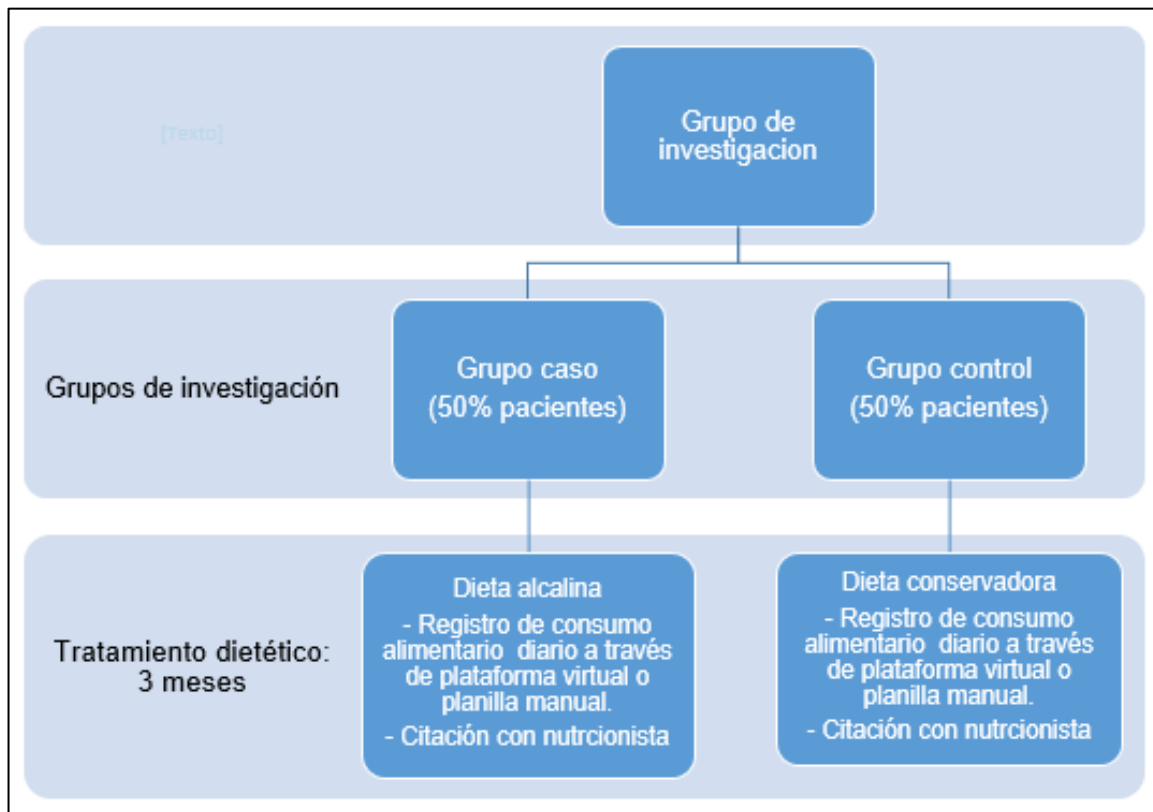 [Texto]
Grupo de
investigacion
Grupos de investigación
Grupo caso
(50% pacientes)
Grupo control
(50% pacientes)
Tratamiento dietético:
3 meses
Dieta alcalina
- Registro de consumo
alimentario diario a través
de plataforma virtual o
planilla manual.
- Citación con nutrcionista
Dieta conservadora
- Registro de consumo
alimentario diario a través
de plataforma virtual o
planilla manual.
- Citación con nutrcionista